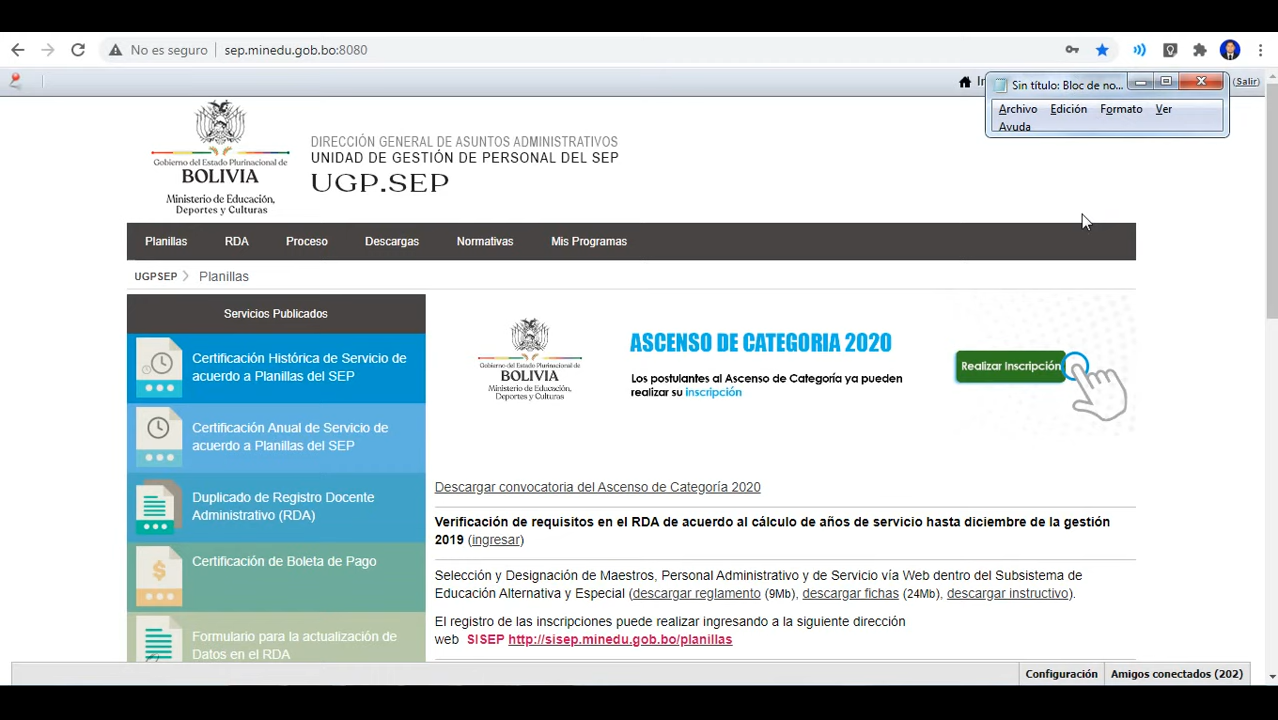 No es seguro sep.minedu.gob.bo:8080
Sin título: Bloc de no...
(Salir)
Archivo Edición Formato Ver
Ayuda
Gobierno del Estado Plurinacional de
BOLIVIA
Ministerio de Educación,
Deportes y Culturas
DIRECCIÓN GENERAL DE ASUNTOS ADMINISTRATIVOS
UNIDAD DE GESTIÓN DE PERSONAL DEL SEP
UGP.SEP
Planillas RDA Proceso Descargas Normativas Mis Programas
UGPSEP Planillas
Servicios Publicados
Certificación Histórica de Servicio de
acuerdo a Planillas del SEP
Certificación Anual de Servicio de
acuerdo a Planillas del SEP
Duplicado de Registro Docente
Administrativo (RDA)
Certificación de Boleta de Pago
Formulario para la actualización de
Datos en el RDA
Gobierno del Estado Plurinacional de
BOLIVIA
Ministerio de Educación,
Deportes y Culturas
ASCENSO DE CATEGORIA 2020
Los postulantes al Ascenso de Categoría ya pueden
realizar su inscripción
Realizar Inscripción
Descargar convocatoria del Ascenso de Categoría 2020
Verificación de requisitos en el RDA de acuerdo al cálculo de años de servicio hasta diciembre de la gestión
2019 (ingresar)
Selección y Designación de Maestros, Personal Administrativo y de Servicio vía Web dentro del Subsistema de
Educación Alternativa y Especial (descargar reglamento (9Mb), descargar fichas (24Mb), descargar instructivo).
El registro de las inscripciones puede realizar ingresando a la siguiente dirección
web SISEP http://sisep.minedu.gob.bo/planillas
Configuración Amigos conectados (202)